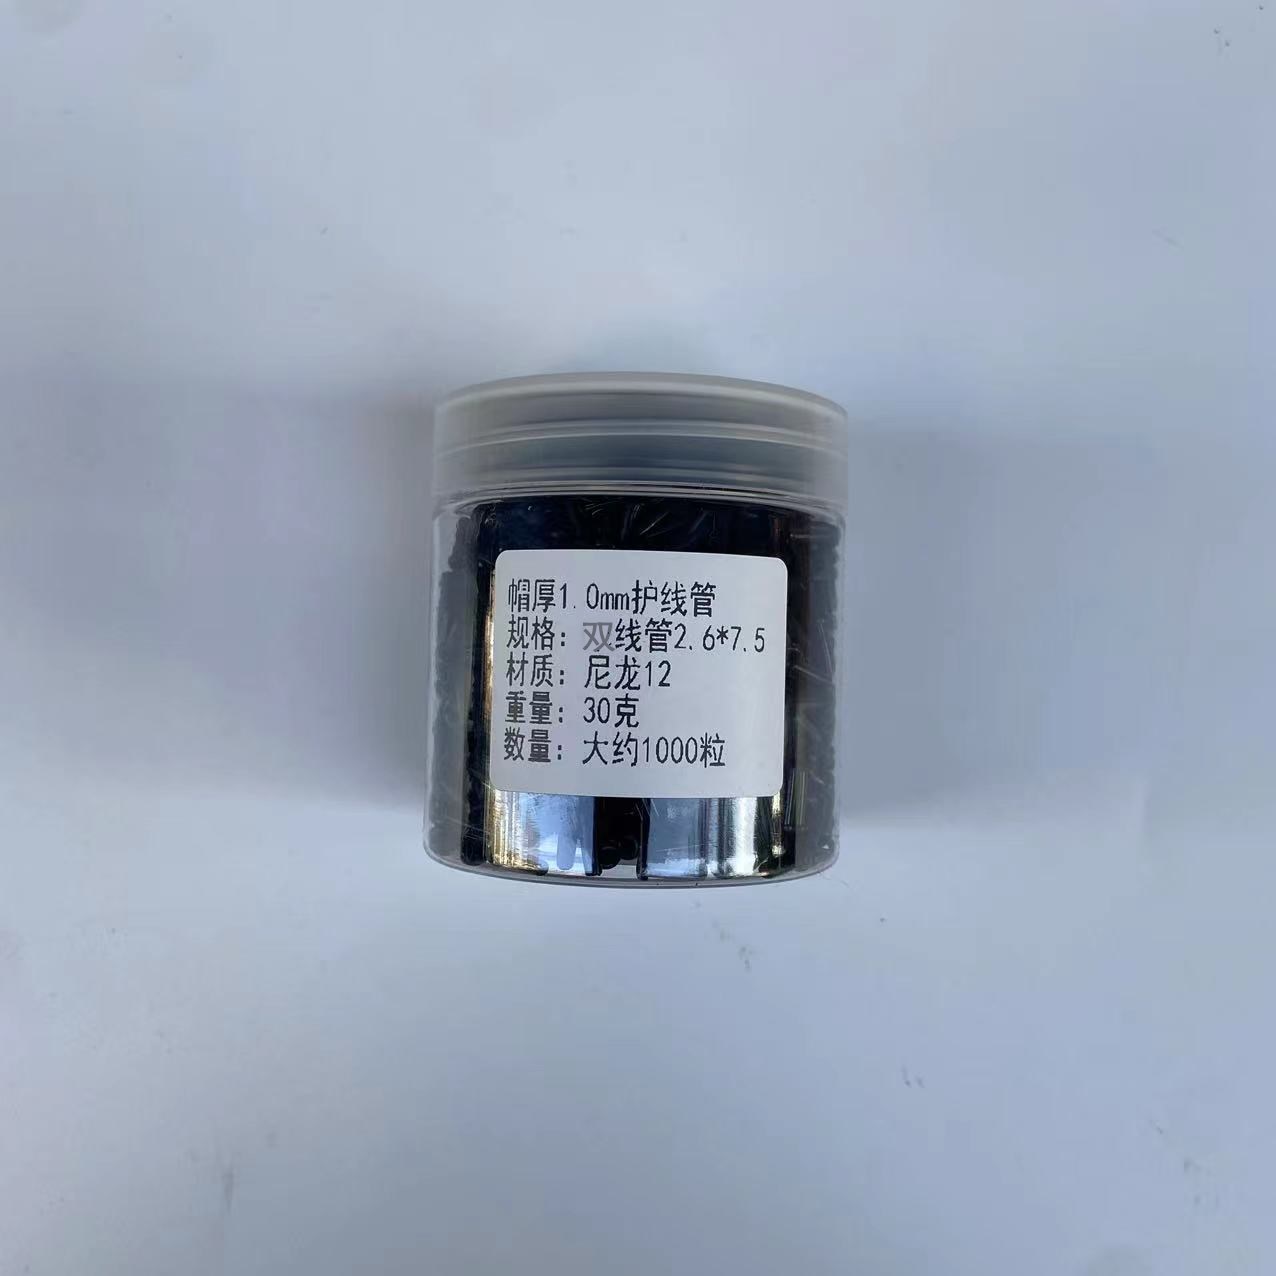 帽厚1.0mm护线管
规格：双线管2.6*7.5
材质：尼龙12
重量：30克
数量：大约1000粒